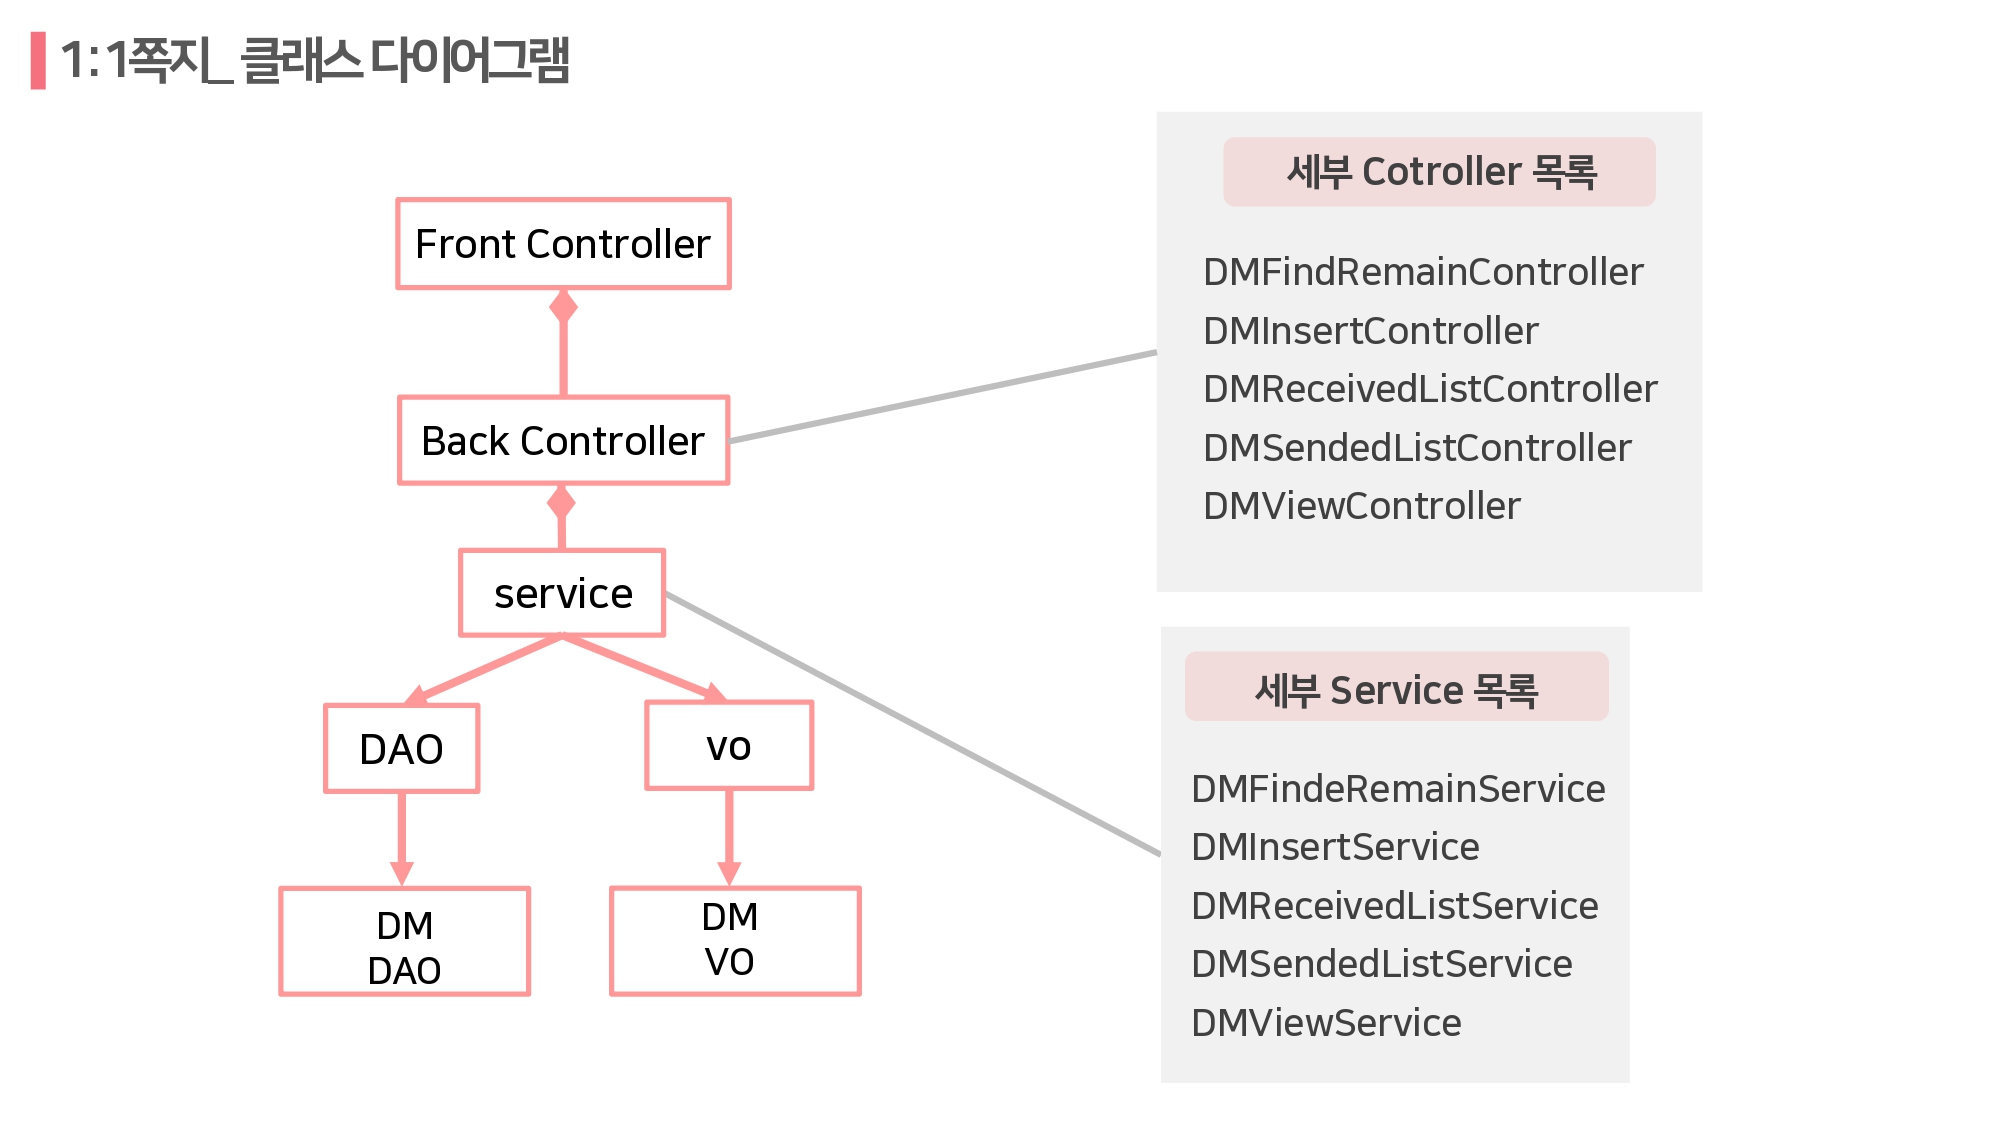 1:1쪽지_ 클래스 다이어그램
Front Controller
Back Controller
service
DAO
vo
DM
DAO
DM
VO
세부 Cotroller 목록
DMFindRemainController
DMInsertController
DMReceivedListController
DMSendedListController
DMViewController
세부 Service 목록
DMFindeRemainService
DMInsertService
DMReceivedListService
DMSendedListService
DMViewService